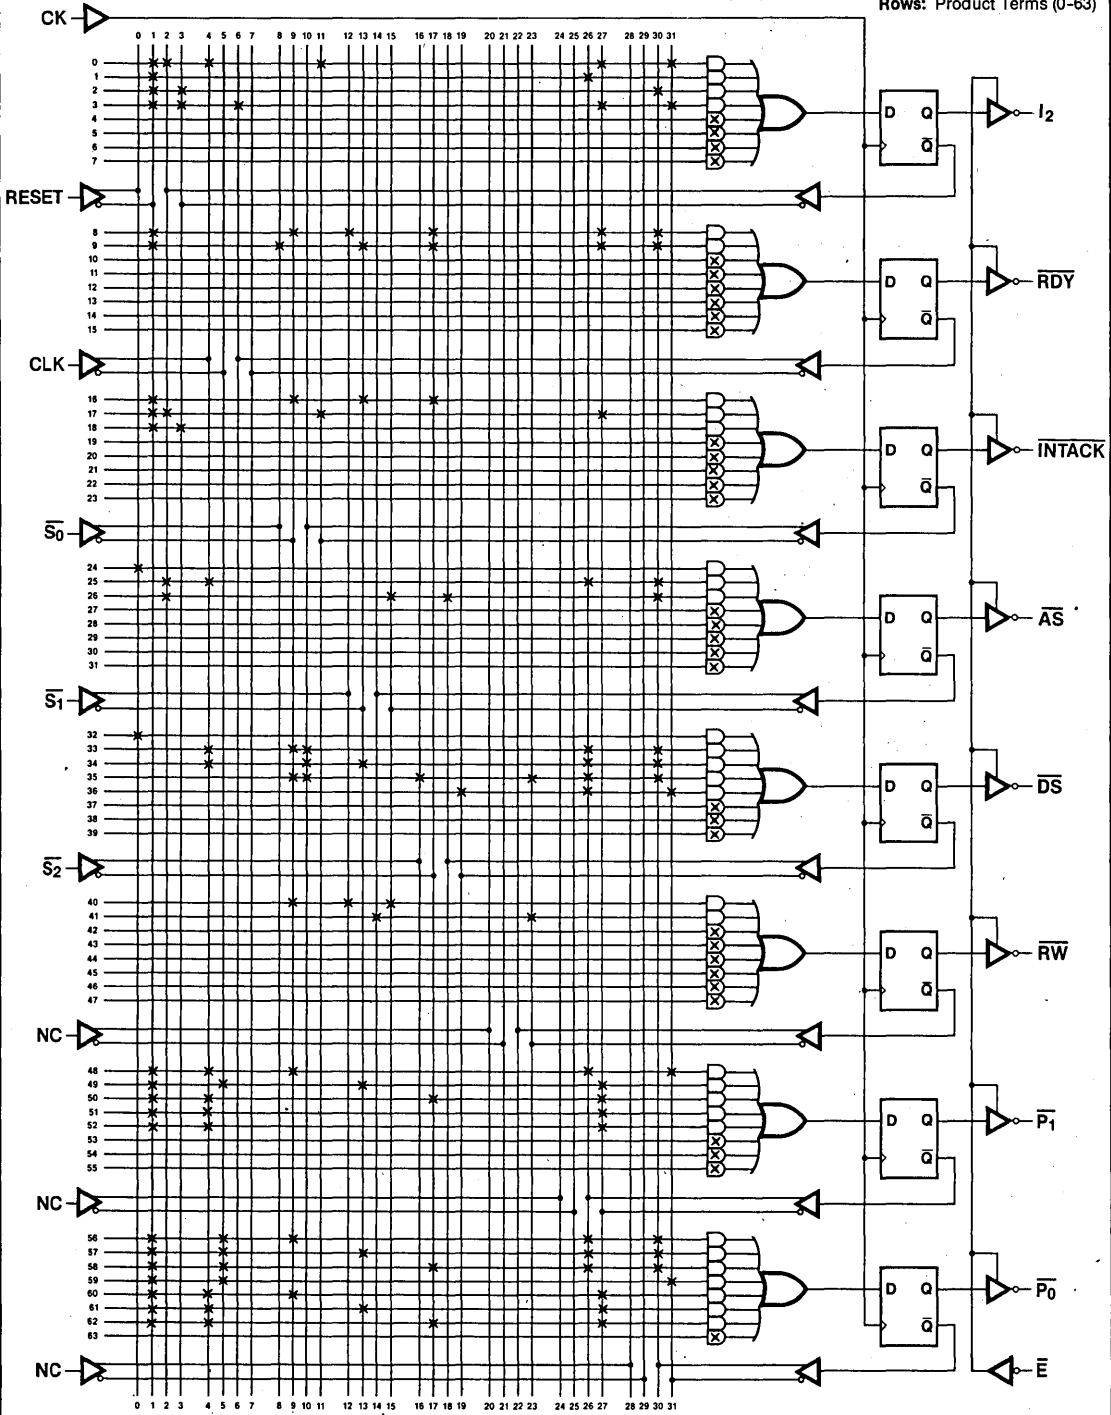 Rows: Product Terms (0-63)
CK
0 1 2 3 4 5 6 7 8 9 10 11 12 13 14 15 16 17 18 19 20 21 22 23 24 25 26 27 28 29 30 31
0
1
2
3
4
5
6
7
D Q
Q̅
I₂
RESET
8
9
10
11
12
13
14
15
D Q
Q̅
R̅D̅Y̅
CLK
16
17
18
19
20
21
22
23
D Q
Q̅
I̅N̅T̅A̅C̅K̅
S̅₀
24
25
26
27
28
29
30
31
D Q
Q̅
A̅S̅
S̅₁
32
33
34
35
36
37
38
39
D Q
Q̅
D̅S̅
S̅₂
40
41
42
43
44
45
46
47
D Q
Q̅
R̅W̅
NC
48
49
50
51
52
53
54
55
D Q
Q̅
P̅₁
NC
56
57
58
59
60
61
62
63
D Q
Q̅
P̅₀
NC
E̅
0 1 2 3 4 5 6 7 8 9 10 11 12 13 14 15 16 17 18 19 20 21 22 23 24 25 26 27 28 29 30 31